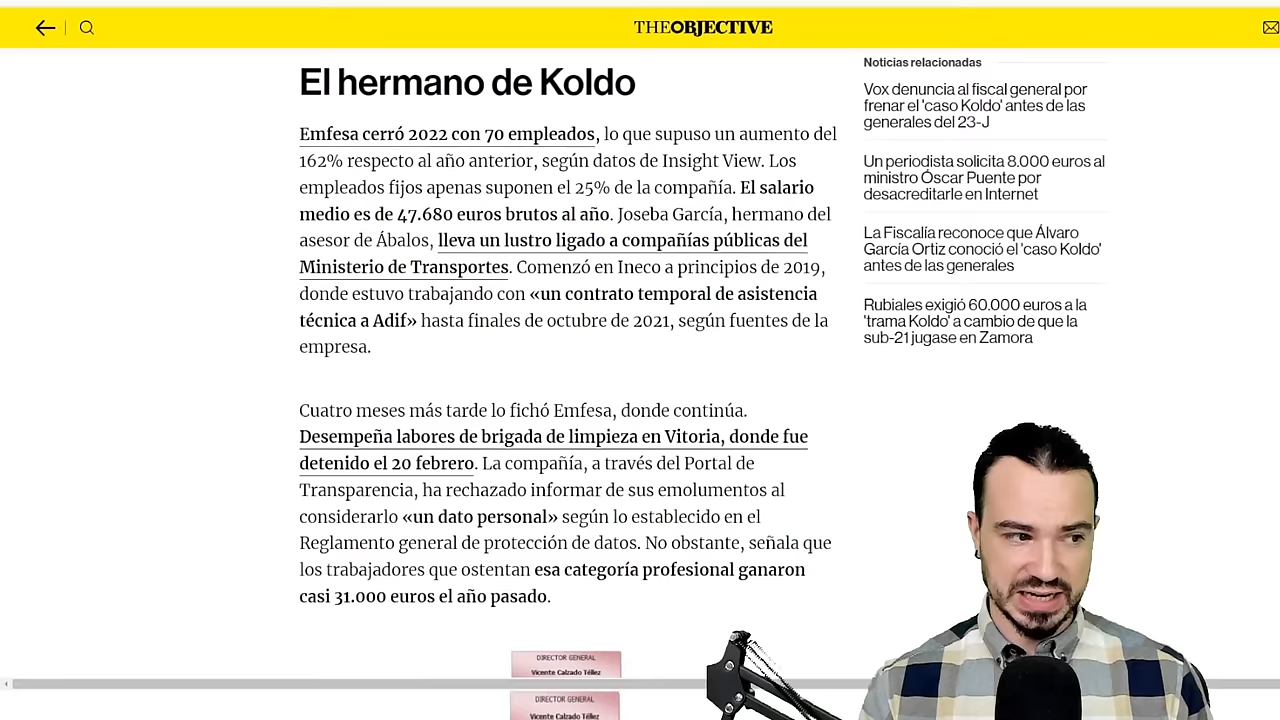 THEOBJECTIVE
El hermano de Koldo
Emfesa cerró 2022 con 70 empleados, lo que supuso un aumento del
162% respecto al año anterior, según datos de Insight View. Los
empleados fijos apenas suponen el 25% de la compañía. El salario
medio es de 47.680 euros brutos al año. Joseba García, hermano del
asesor de Ábalos, lleva un lustro ligado a compañías públicas del
Ministerio de Transportes. Comenzó en Ineco a principios de 2019,
donde estuvo trabajando con «un contrato temporal de asistencia
técnica a Adif» hasta finales de octubre de 2021, según fuentes de la
empresa.
Cuatro meses más tarde lo fichó Emfesa, donde continúa.
Desempeña labores de brigada de limpieza en Vitoria, donde fue
detenido el 20 febrero. La compañía, a través del Portal de
Transparencia, ha rechazado informar de sus emolumentos al
considerarlo «un dato personal» según lo establecido en el
Reglamento general de protección de datos. No obstante, señala que
los trabajadores que ostentan esa categoría profesional ganaron
casi 31.000 euros el año pasado.
Noticias relacionadas
Vox denuncia al fiscal general por
frenar el 'caso Koldo' antes de las
generales del 23-J
Un periodista solicita 8.000 euros al
ministro Óscar Puente por
desacreditarle en Internet
La Fiscalía reconoce que Álvaro
García Ortiz conoció el 'caso Koldo'
antes de las generales
Rubiales exigió 60.000 euros a la
'trama Koldo' a cambio de que la
sub-21 jugase en Zamora
DIRECTOR GENERAL
Vicente Calzado Téllez
DIRECTOR GENERAL
Vicente Calzado Téllez